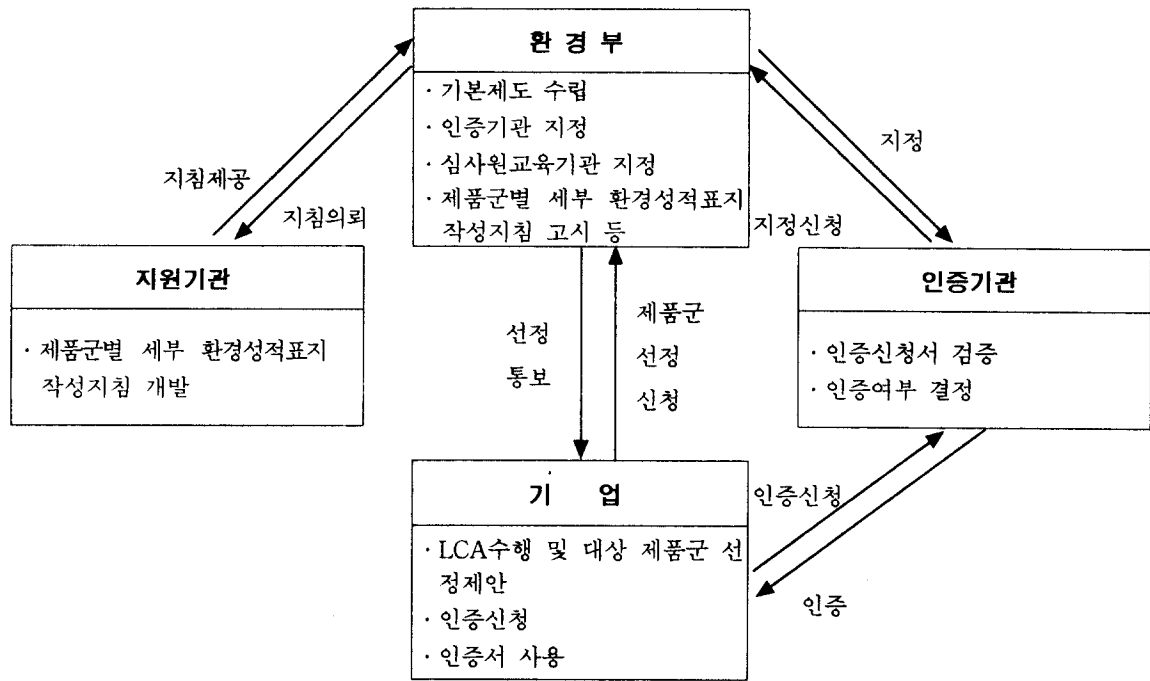 환 경 부
· 기본제도 수립
· 인증기관 지정
· 심사원교육기관 지정
· 제품군별 세부 환경성적표지
작성지침 고시 등
지침제공
지침의뢰
지정
지정신청
지원기관
· 제품군별 세부 환경성적표지
작성지침 개발
선정
통보
제품군
선정
신청
인증기관
· 인증신청서 검증
· 인증여부 결정
기 업
· LCA수행 및 대상 제품군 선
정제안
· 인증신청
· 인증서 사용
인증신청
인증